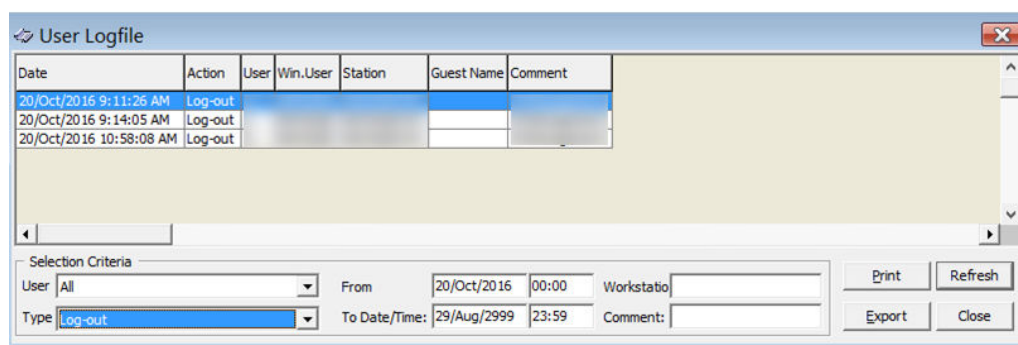 User Logfile
Date Action User Win.User Station Guest Name Comment
20/Oct/2016 9:11:26 AM Log-out
20/Oct/2016 9:14:05 AM Log-out
20/Oct/2016 10:58:08 AM Log-out
Selection Criteria
User All From 20/Oct/2016 00:00 Workstatio Print Refresh
Type Log-out To Date/Time: 29/Aug/2999 23:59 Comment: Export Close